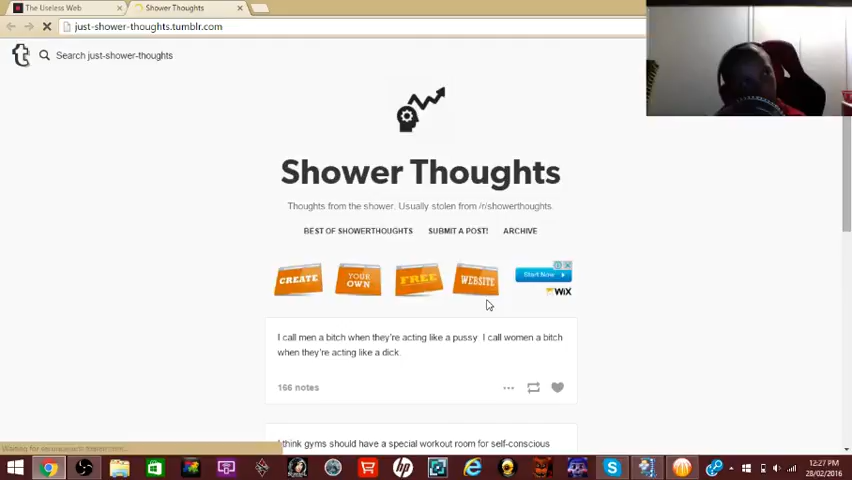 The Useless Web
Shower Thoughts
just-shower-thoughts.tumblr.com
Search just-shower-thoughts
Shower Thoughts
Thoughts from the shower. Usually stolen from /r/showerthoughts.
BEST OF SHOWERTHOUGHTS SUBMIT A POST! ARCHIVE
CREATE YOUR OWN FREE WEBSITE Start Now
WiX
I call men a bitch when they're acting like a pussy I call women a bitch
when they're acting like a dick.
166 notes
I think gyms should have a special workout room for self-conscious
12:27 PM
28/02/2016